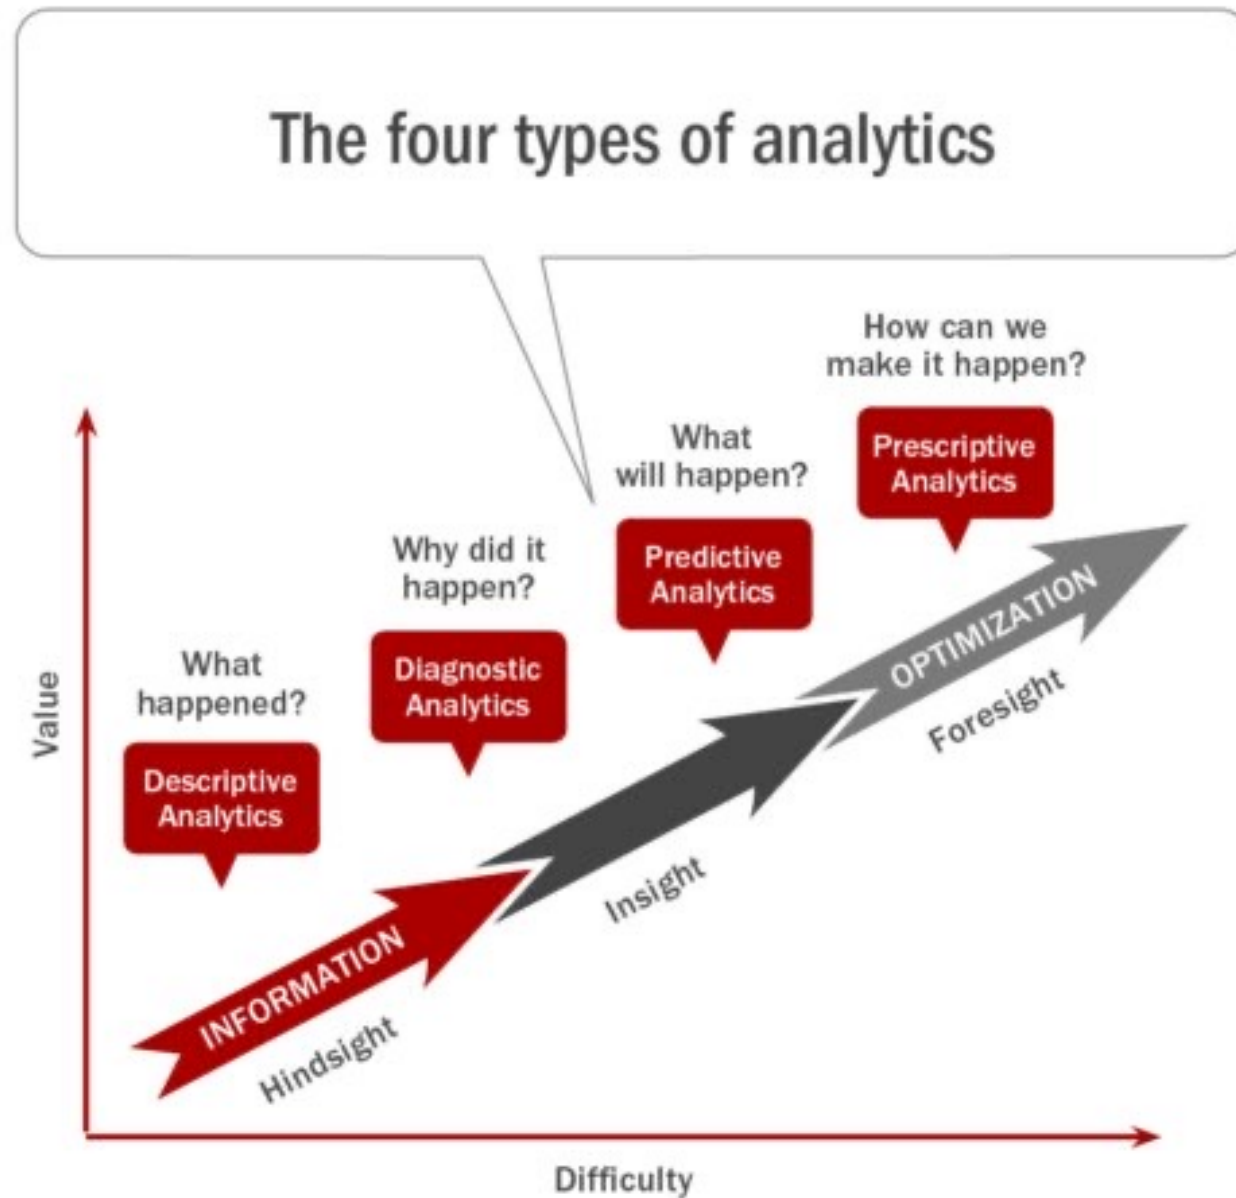 The four types of analytics
How can we
make it happen?
Prescriptive
Analytics
What
will happen?
Predictive
Analytics
Why did it
happen?
Diagnostic
Analytics
What
happened?
Descriptive
Analytics
Value
OPTIMIZATION
Foresight
Insight
INFORMATION
Hindsight
Difficulty